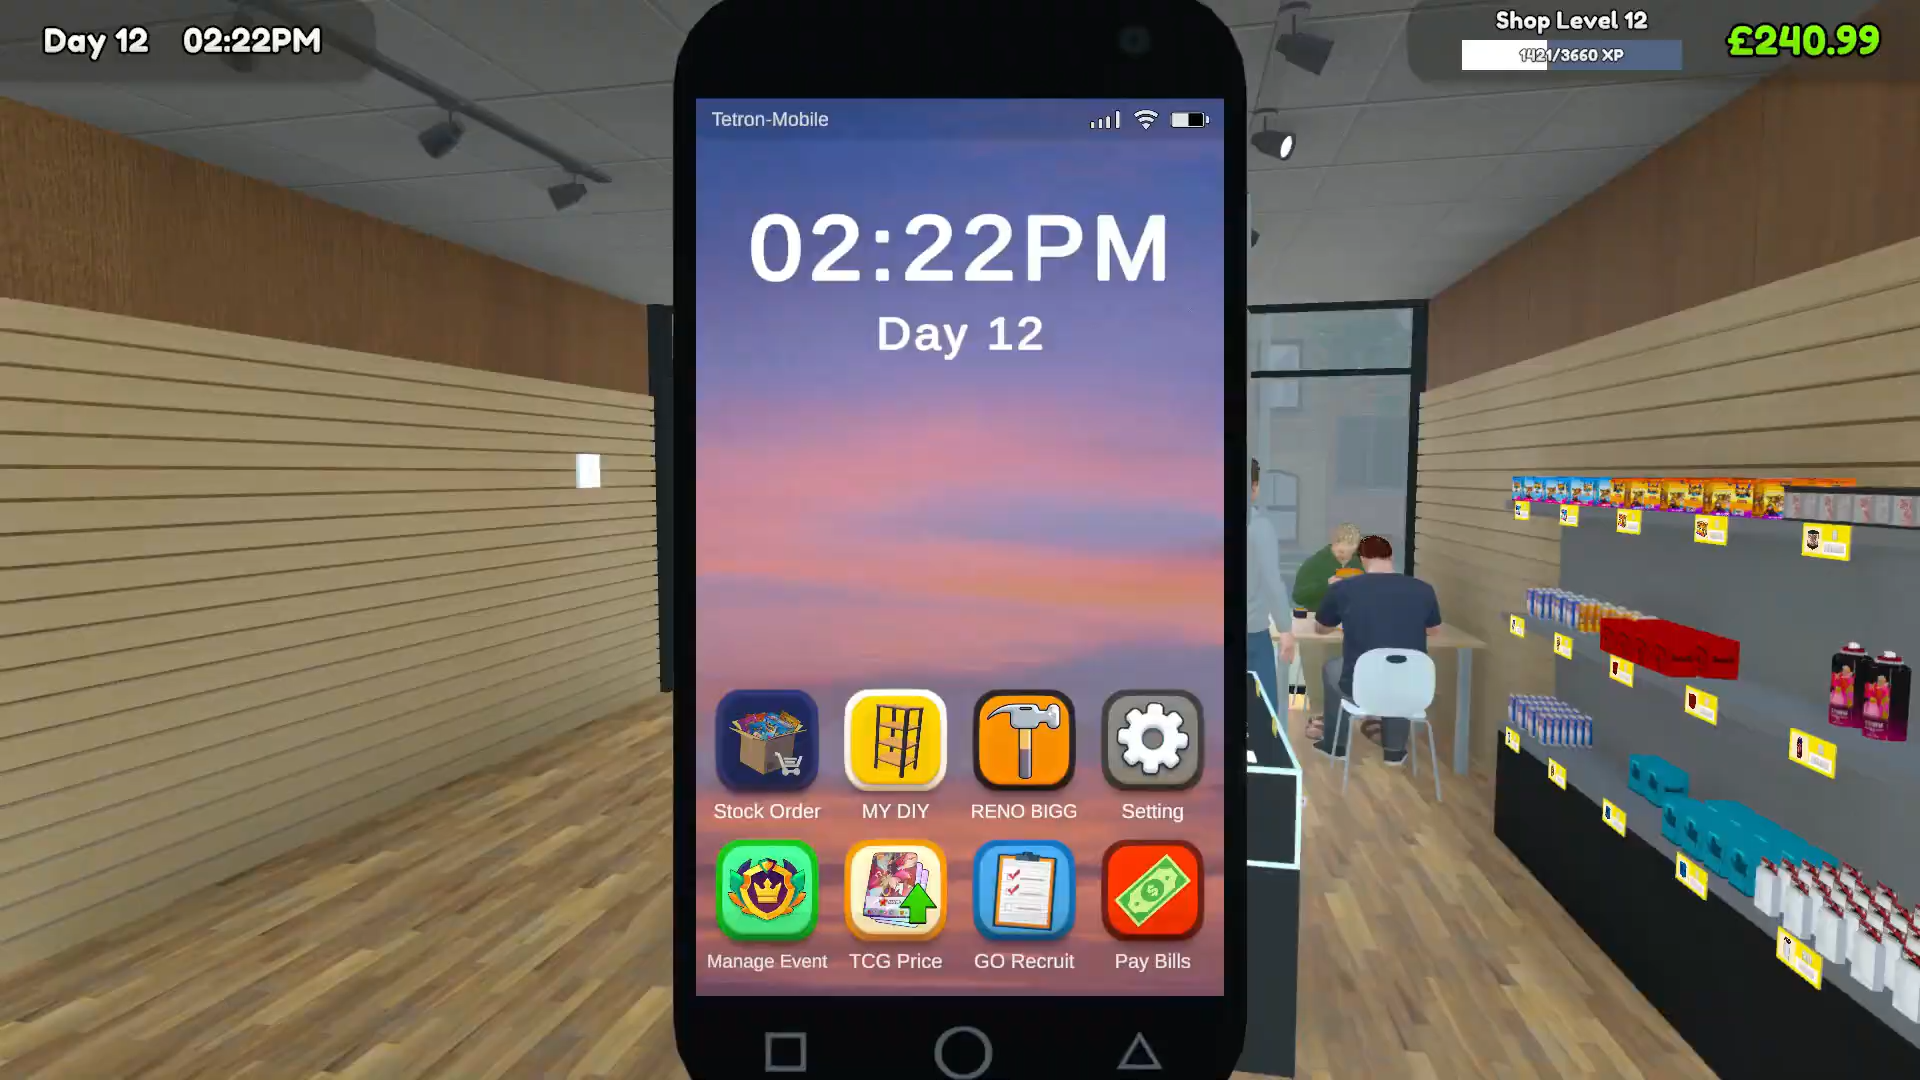 Day 12 02:22PM
Shop Level 12
1421/3660 XP
£240.99
Tetron-Mobile
02:22PM
Day 12
Stock Order
MY DIY
RENO BIGG
Setting
Manage Event
TCG Price
GO Recruit
Pay Bills